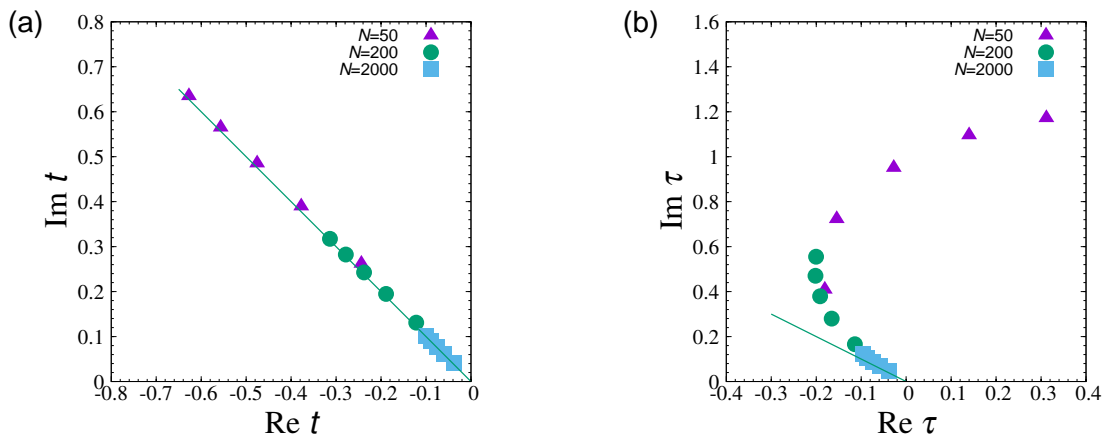 (a)
N=50
N=200
N=2000
0.8
0.7
0.6
0.5
0.4
0.3
0.2
0.1
0
-0.8 -0.7 -0.6 -0.5 -0.4 -0.3 -0.2 -0.1 0
Im t
Re t
(b)
N=50
N=200
N=2000
1.6
1.4
1.2
1
0.8
0.6
0.4
0.2
0
-0.4 -0.3 -0.2 -0.1 0 0.1 0.2 0.3 0.4
Im τ
Re τ